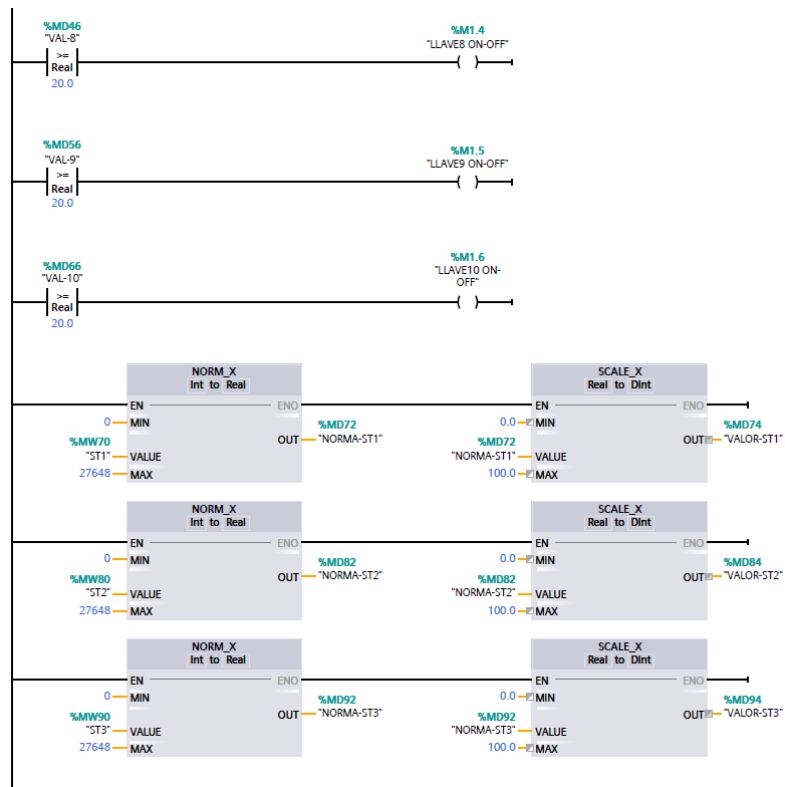 %MD46
"VAL-8"
>=
Real
20.0
%M1.4
"LLAVE8 ON-OFF"
%MD56
"VAL-9"
>=
Real
20.0
%M1.5
"LLAVE9 ON-OFF"
%MD66
"VAL-10"
>=
Real
20.0
%M1.6
"LLAVE10 ON-
OFF"
NORM_X
Int to Real
EN
ENO
0
MIN
%MW70
"ST1"
VALUE
27648
MAX
OUT
%MD72
"NORMA-ST1"
SCALE_X
Real to DInt
EN
ENO
0.0
MIN
%MD72
"NORMA-ST1"
VALUE
100.0
MAX
OUT
%MD74
"VALOR-ST1"
NORM_X
Int to Real
EN
ENO
0
MIN
%MW80
"ST2"
VALUE
27648
MAX
OUT
%MD82
"NORMA-ST2"
SCALE_X
Real to DInt
EN
ENO
0.0
MIN
%MD82
"NORMA-ST2"
VALUE
100.0
MAX
OUT
%MD84
"VALOR-ST2"
NORM_X
Int to Real
EN
ENO
0
MIN
%MW90
"ST3"
VALUE
27648
MAX
OUT
%MD92
"NORMA-ST3"
SCALE_X
Real to DInt
EN
ENO
0.0
MIN
%MD92
"NORMA-ST3"
VALUE
100.0
MAX
OUT
%MD94
"VALOR-ST3"